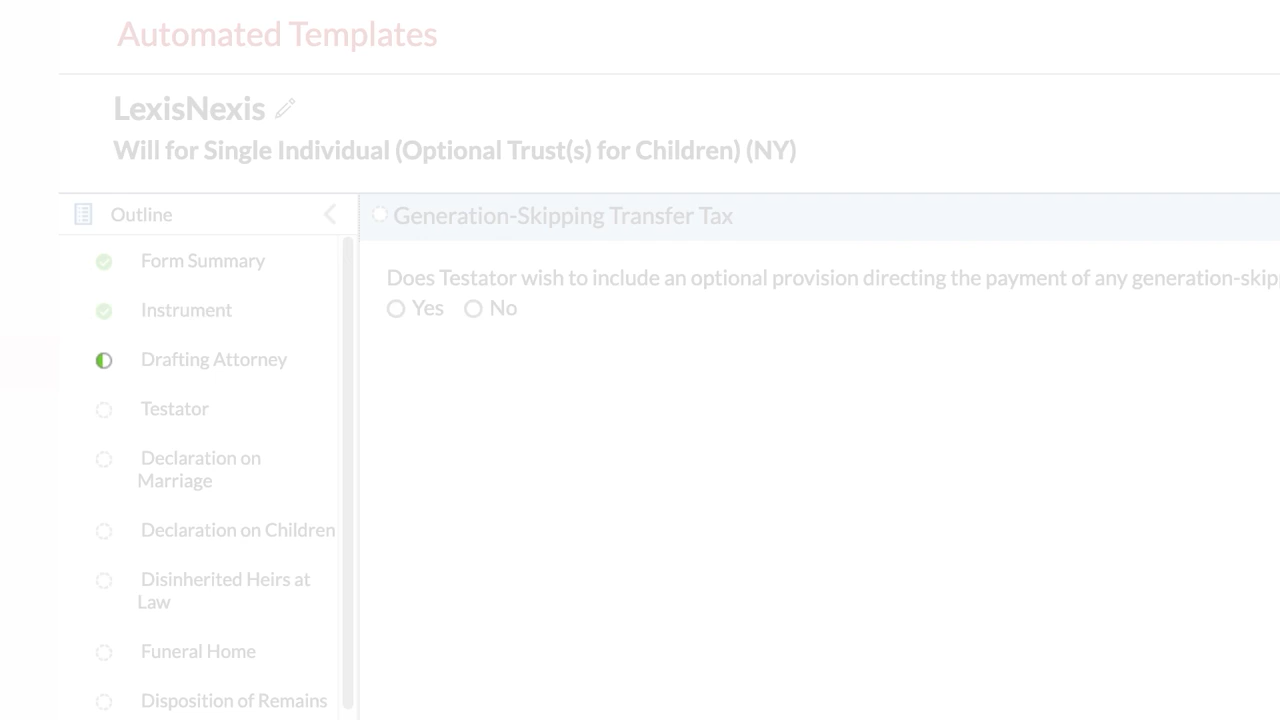 Automated Templates
LexisNexis
Will for Single Individual (Optional Trust(s) for Children) (NY)
Outline
Form Summary
Instrument
Drafting Attorney
Testator
Declaration on
Marriage
Declaration on Children
Disinherited Heirs at
Law
Funeral Home
Disposition of Remains
Generation-Skipping Transfer Tax
Does Testator wish to include an optional provision directing the payment of any generation-skip
Yes No